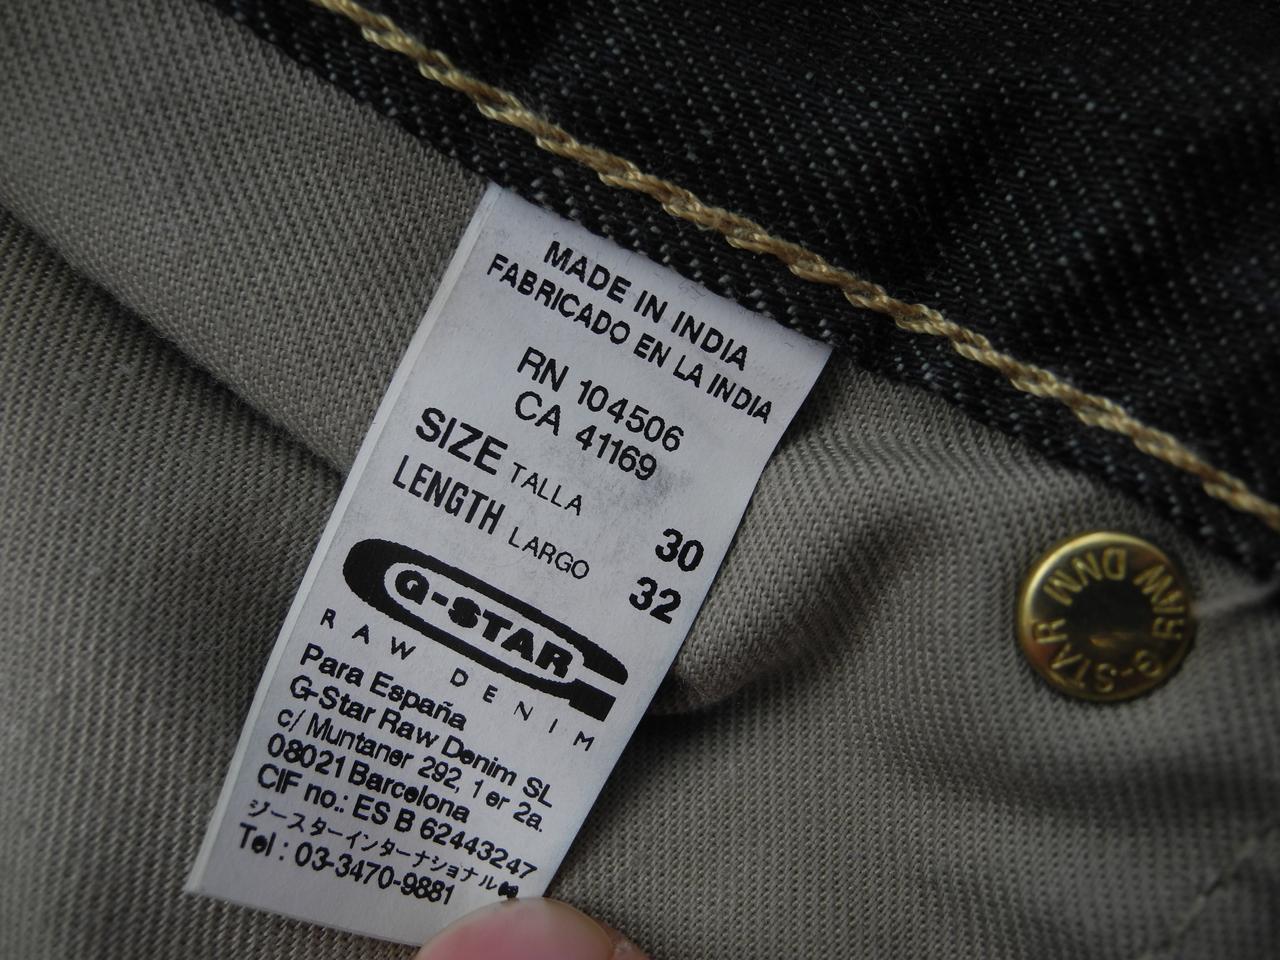 MADE IN INDIA
FABRICADO EN LA INDIA
RN 104506
CA 41169
SIZE TALLA 30
LENGTH LARGO 32
G-STAR
RAW DENIM
Para España
G-Star Raw Denim SL
c/ Muntaner 292, 1er 2a.
08021 Barcelona
CIF no.: ES B 62443247
ジースターインターナショナル㈱
Tel : 03-3470-9881
G-STAR RAW DNM